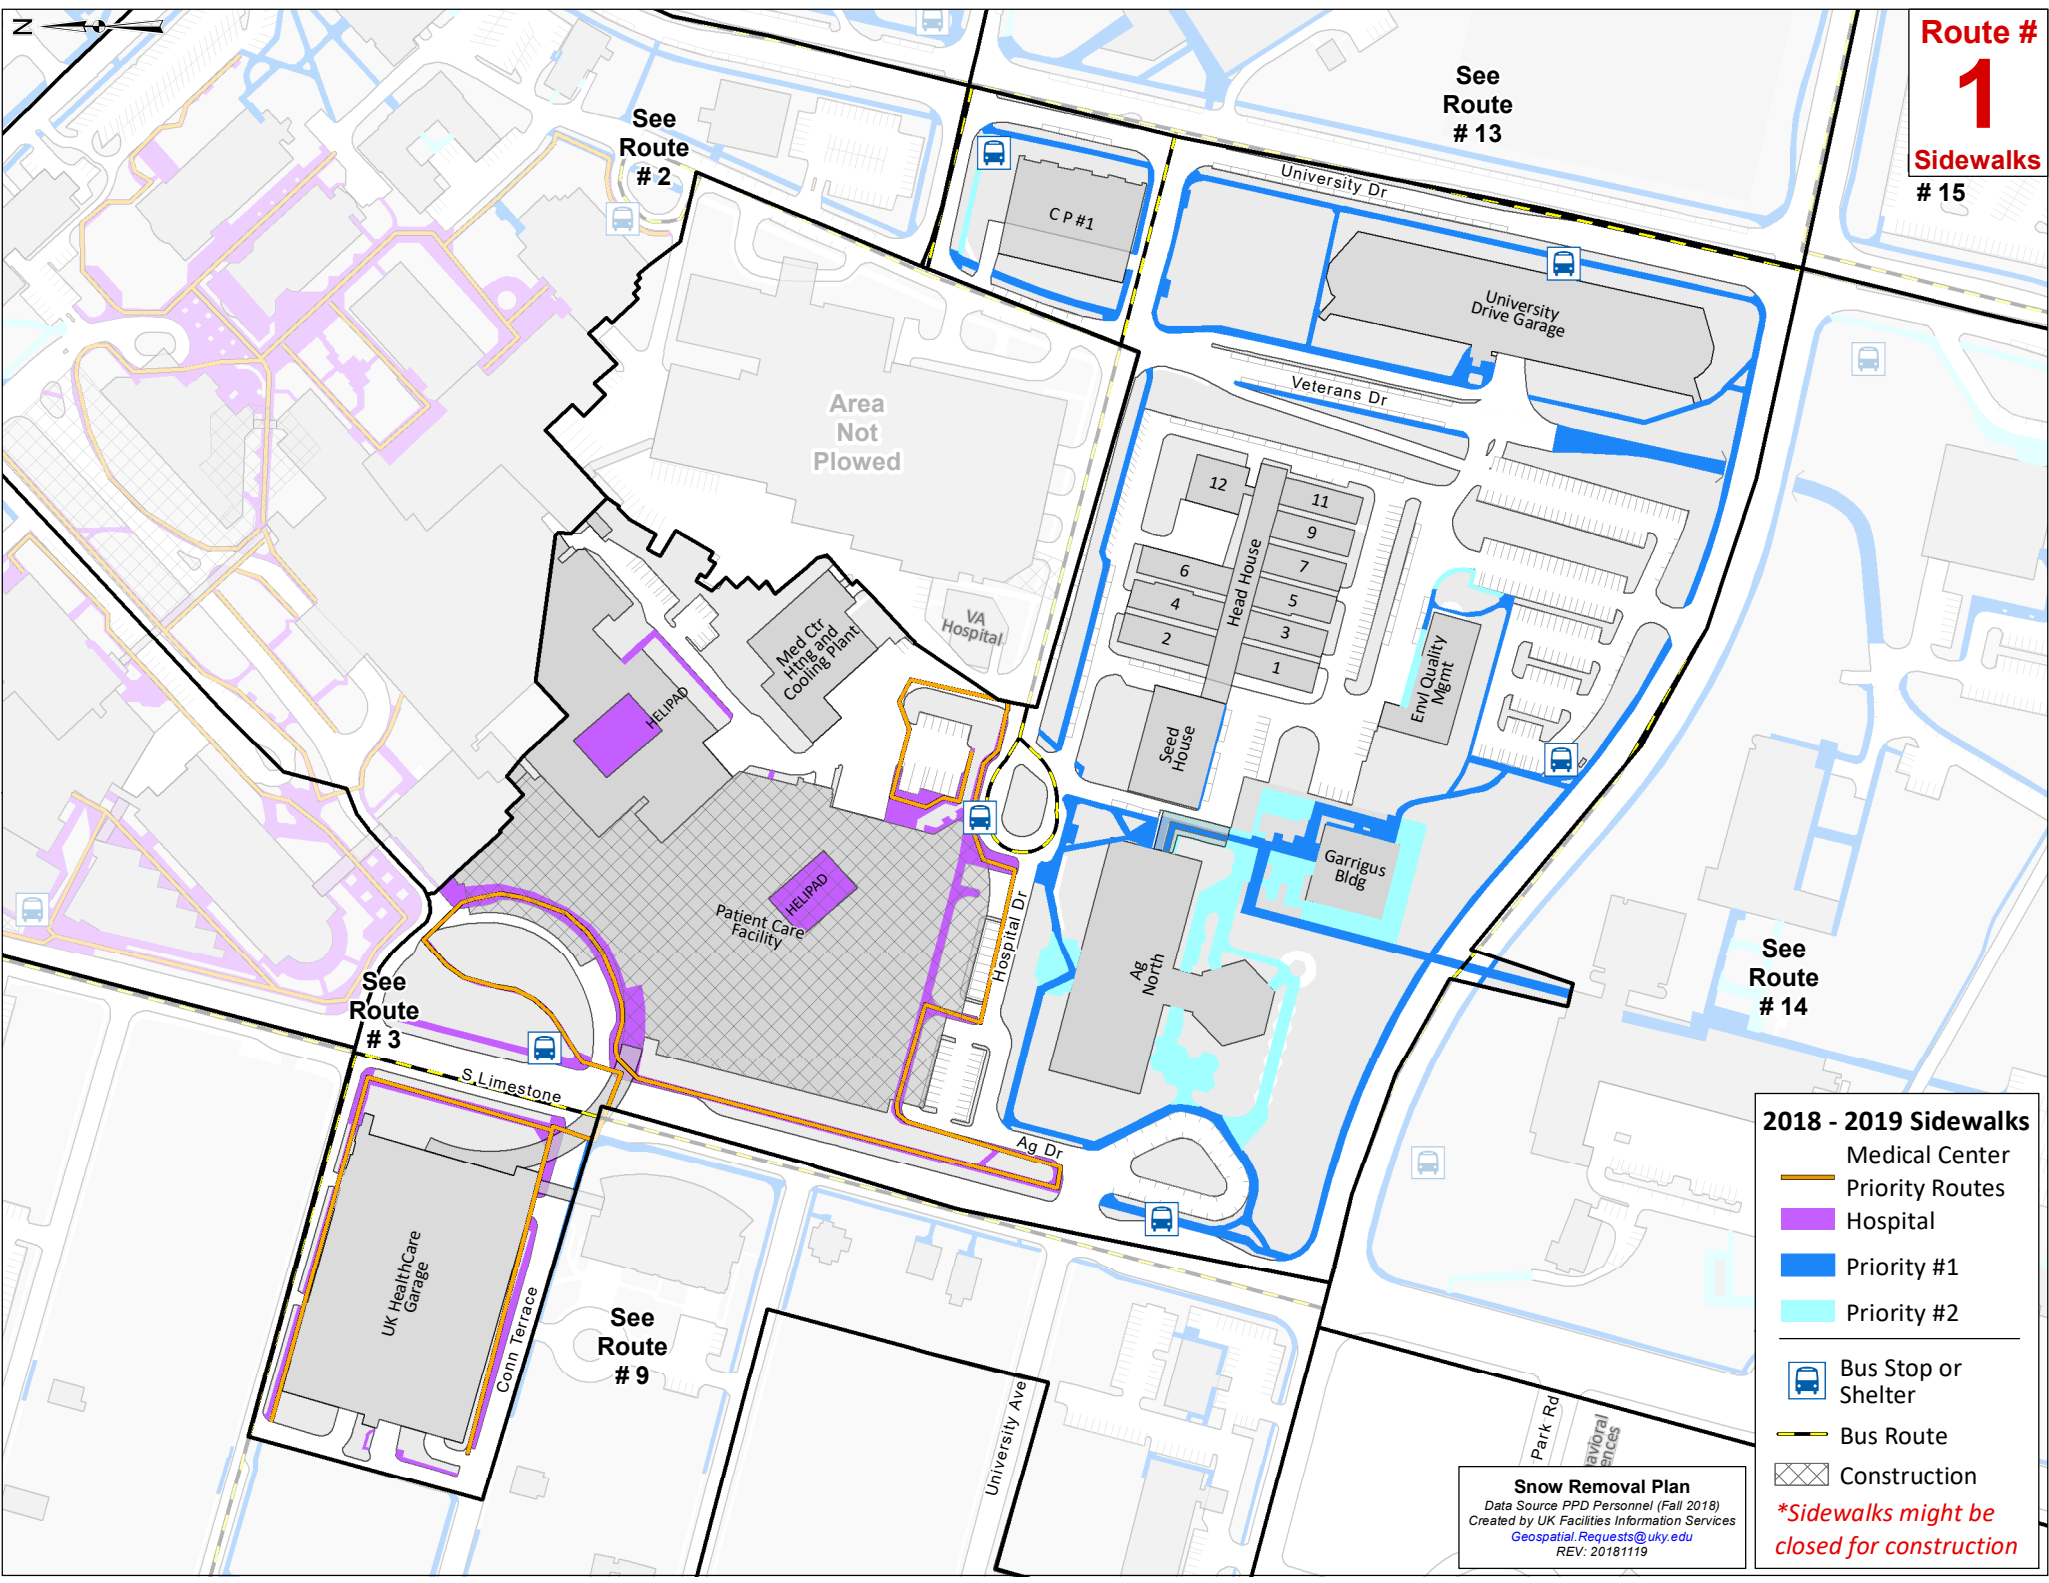 N
Route #
1
Sidewalks
# 15
See
Route
# 13
See
Route
# 2
University Dr
C P #1
University
Drive Garage
Veterans Dr
Area
Not
Plowed
12
11
9
7
5
3
1
6
4
2
Head House
VA
Hospital
Med Ctr
Htng and
Cooling Plant
HELIPAD
Envl Quality
Mgmt
Seed
House
Garrigus
Bldg
HELIPAD
Patient Care
Facility
Hospital Dr
Ag
North
See
Route
# 14
See
Route
# 3
S Limestone
Ag Dr
UK HealthCare
Garage
Conn Terrace
See
Route
# 9
University Ave
Park Rd
avioral
ences
2018 - 2019 Sidewalks
Medical Center
Priority Routes
Hospital
Priority #1
Priority #2
Bus Stop or
Shelter
Bus Route
Construction
*Sidewalks might be
closed for construction
Snow Removal Plan
Data Source PPD Personnel (Fall 2018)
Created by UK Facilities Information Services
Geospatial.Requests@uky.edu
REV: 20181119